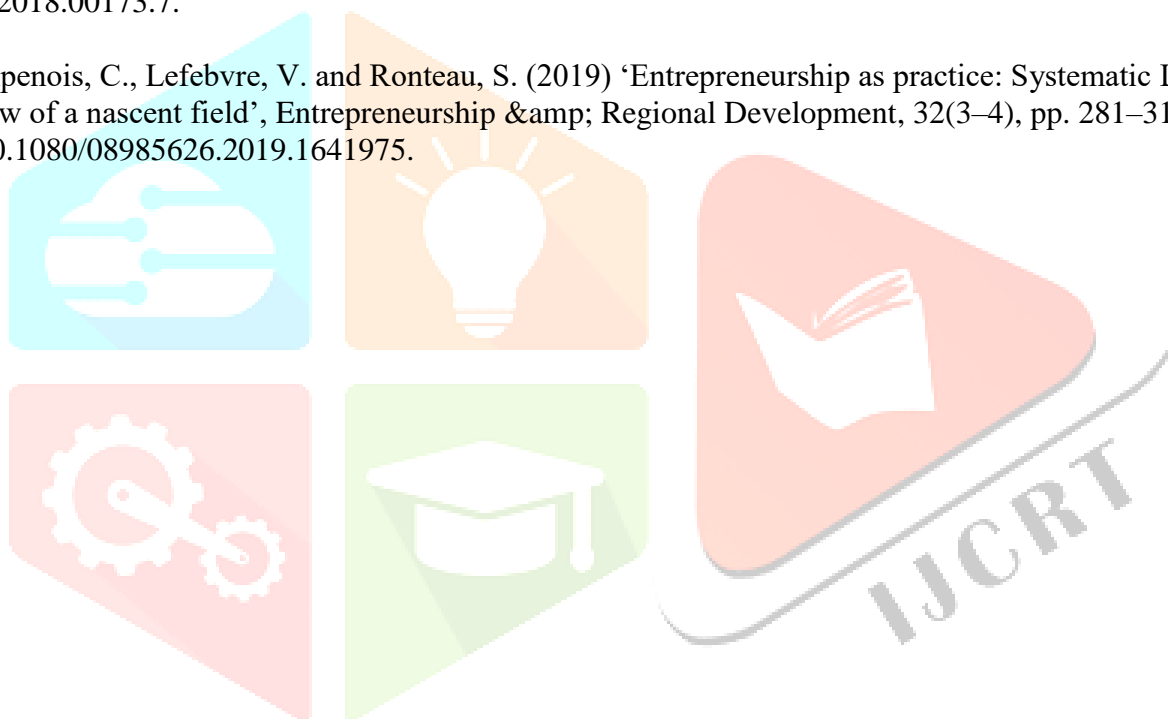 2018.00173.7.
penois, C., Lefebvre, V. and Ronteau, S. (2019) ‘Entrepreneurship as practice: Systematic
w of a nascent field’, Entrepreneurship &amp; Regional Development, 32(3–4), pp. 281–31
0.1080/08985626.2019.1641975.
IJCRT